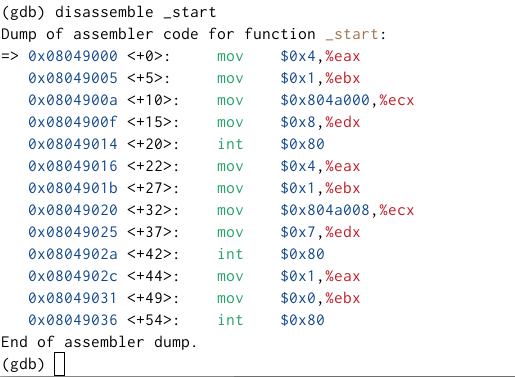 (gdb) disassemble _start
Dump of assembler code for function _start:
=> 0x08049000 <+0>:     mov    $0x4,%eax
   0x08049005 <+5>:     mov    $0x1,%ebx
   0x0804900a <+10>:    mov    $0x804a000,%ecx
   0x0804900f <+15>:    mov    $0x8,%edx
   0x08049014 <+20>:    int    $0x80
   0x08049016 <+22>:    mov    $0x4,%eax
   0x0804901b <+27>:    mov    $0x1,%ebx
   0x08049020 <+32>:    mov    $0x804a008,%ecx
   0x08049025 <+37>:    mov    $0x7,%edx
   0x0804902a <+42>:    int    $0x80
   0x0804902c <+44>:    mov    $0x1,%eax
   0x08049031 <+49>:    mov    $0x0,%ebx
   0x08049036 <+54>:    int    $0x80
End of assembler dump.
(gdb)